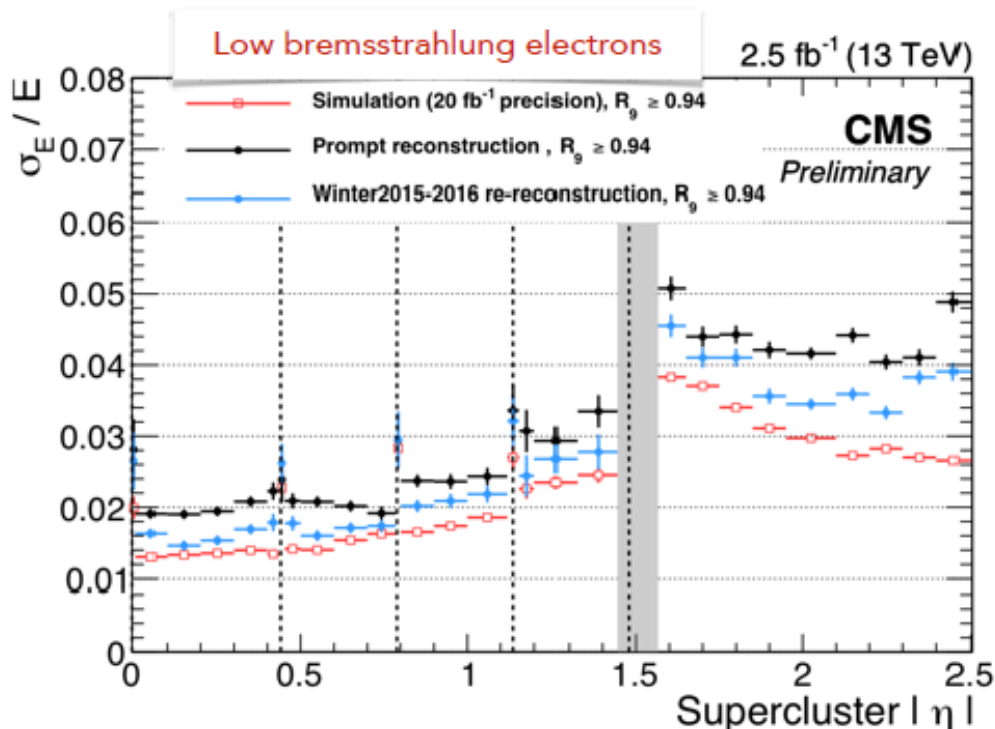 Low bremsstrahlung electrons
2.5 fb⁻¹ (13 TeV)
Simulation (20 fb⁻¹ precision), R₉ ≥ 0.94
Prompt reconstruction , R₉ ≥ 0.94
Winter2015-2016 re-reconstruction, R₉ ≥ 0.94
CMS
Preliminary
σ_E / E
0.08
0.07
0.06
0.05
0.04
0.03
0.02
0.01
0
0 0.5 1 1.5 2 2.5
Supercluster | η |